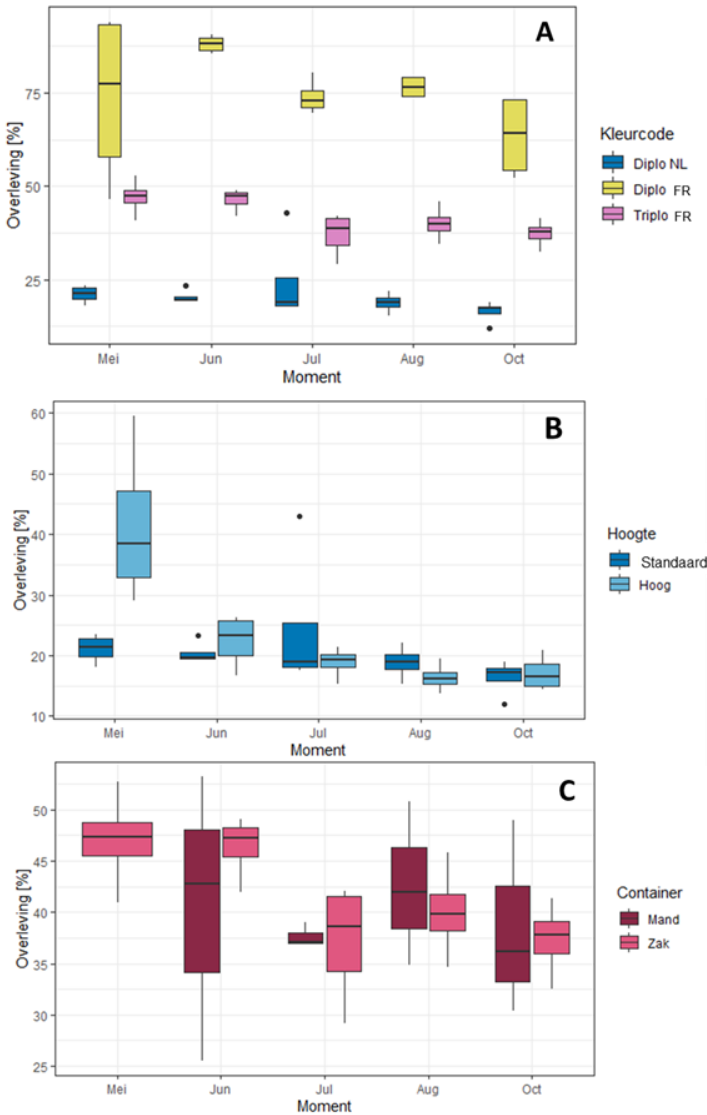 A
75
50
25
Overleving [%]
Mei Jun Jul Aug Oct
Moment
Kleurcode
Diplo NL
Diplo FR
Triplo FR
B
60
50
40
30
20
10
Overleving [%]
Mei Jun Jul Aug Oct
Moment
Hoogte
Standaard
Hoog
C
50
45
40
35
30
25
Overleving [%]
Mei Jun Jul Aug Oct
Moment
Container
Mand
Zak